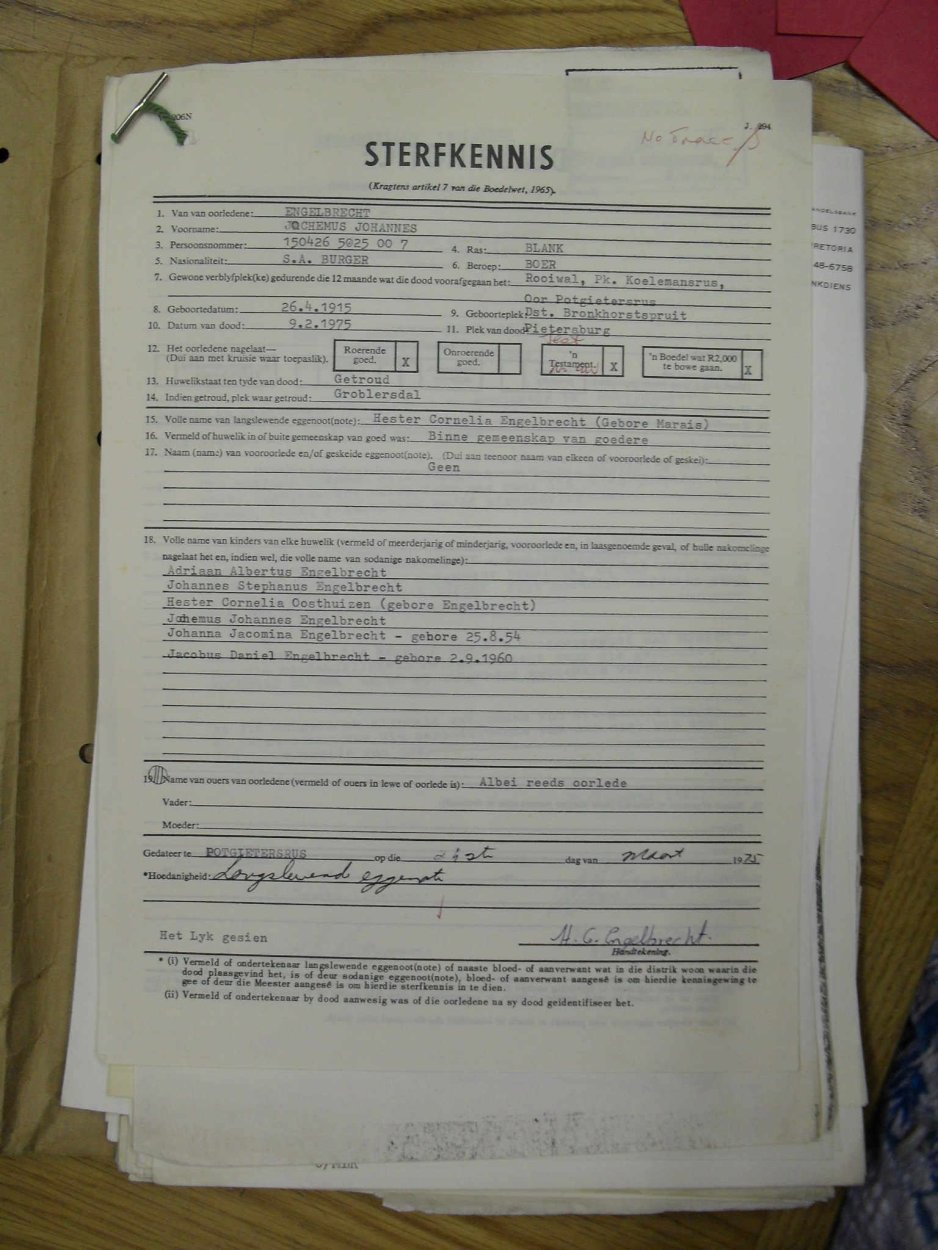 206N
J. 294
No Trace
STERFKENNIS
(Kragtens artikel 7 van die Boedelwet, 1965).
1. Van van oorledene: ENGELBRECHT
2. Voorname: JOCHEMUS JOHANNES
3. Persoonsnommer: 150426 5025 00 7 4. Ras: BLANK
5. Nasionaliteit: S.A. BURGER 6. Beroep: BOER
7. Gewone verblyfplek(ke) gedurende die 12 maande wat die dood voorafgegaan het: Rooiwal, Pk. Koelemansrus,
Oor Potgietersrus
8. Geboortedatum: 26.4.1915 9. Geboorteplek Dst. Bronkhorstspruit
10. Datum van dood: 9.2.1975 11. Plek van dood: Pietersburg
12. Het oorledene nagelaat—
(Dui aan met kruisie waar toepaslik).
Roerende goed. X
Onroerende goed.
'n Testament. X
'n Boedel wat R2,000 te bowe gaan. X
13. Huwelikstaat ten tyde van dood: Getroud
14. Indien getroud, plek waar getroud: Groblersdal
15. Volle name van langslewende eggenoot(note): Hester Cornelia Engelbrecht (Gebore Marais)
16. Vermeld of huwelik in of buite gemeenskap van goed was: Binne gemeenskap van goedere
17. Naam (name) van vooroorlede en/of geskeide eggenoot(note). (Dui aan teenoor naam van elkeen of vooroorlede of geskei):
Geen
18. Volle name van kinders van elke huwelik (vermeld of meerderjarig of minderjarig, vooroorlede en, in laasgenoemde geval, of hulle nakomelinge
nagelaat het en, indien wel, die volle name van sodanige nakomelinge):
Adriaan Albertus Engelbrecht
Johannes Stephanus Engelbrecht
Hester Cornelia Oosthuizen (gebore Engelbrecht)
Jochemus Johannes Engelbrecht
Johanna Jacomina Engelbrecht - gebore 25.8.54
Jacobus Daniel Engelbrecht - gebore 2.9.1960
19. Name van ouers van oorledene (vermeld of ouers in lewe of oorlede is): Albei reeds oorlede
Vader:
Moeder:
Gedateer te POTGIETERSRUS op die dag van Maart 1975
*Hoedanigheid: Langslewend eggenote
Het Lyk gesien
H. C. Engelbrecht.
Handtekening.
* (i) Vermeld of ondertekenaar langslewende eggenoot(note) of naaste bloed- of aanverwant wat in die distrik woon waarin die
dood plaasgevind het, is of deur sodanige eggenoot(note), bloed- of aanverwant aangesê is om hierdie kennisgewing te
gee of deur die Meester aangesê is om hierdie sterfkennis in te dien.
(ii) Vermeld of ondertekenaar by dood aanwesig was of die oorledene na sy dood geïdentifiseer het.
ANDELSBANK
BUS 1730
RETORIA
48-6758
NKDIENS